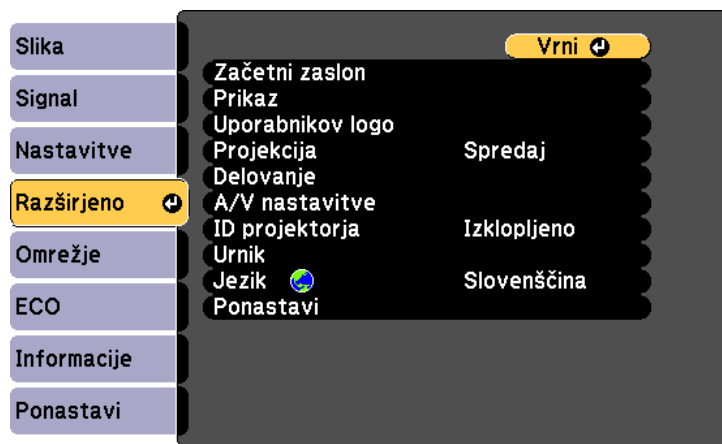 Slika
Signal
Nastavitve
Razširjeno
Omrežje
ECO
Informacije
Ponastavi
Vrni
Začetni zaslon
Prikaz
Uporabnikov logo
Projekcija Spredaj
Delovanje
A/V nastavitve
ID projektorja Izklopljeno
Urnik
Jezik Slovenščina
Ponastavi